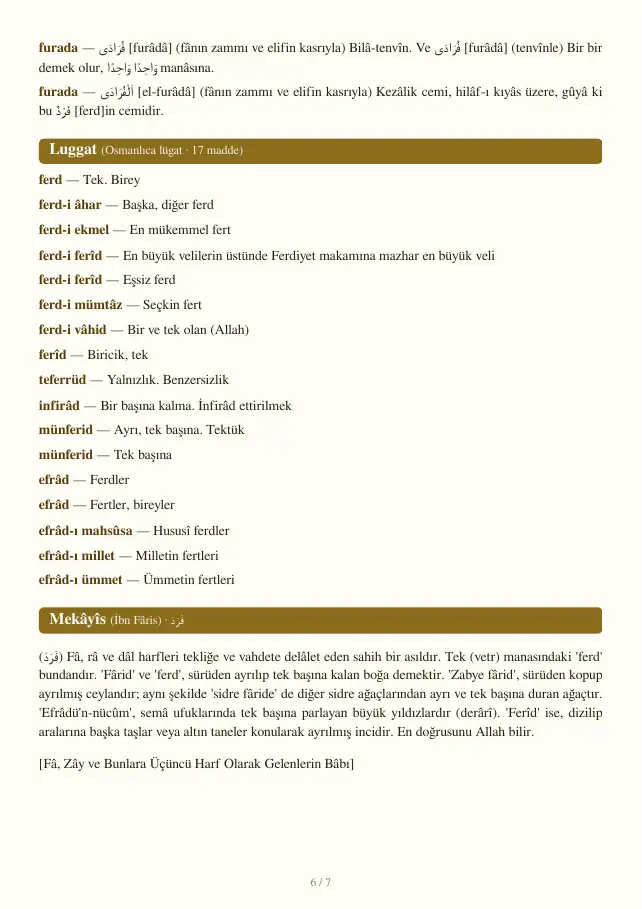 furada — فُرَادَى [furâdâ] (fânın zammı ve elifin kasrıyla) Bilâ-tenvîn. Ve فُرَادًى [furâdâ] (tenvînle) Bir bir
demek olur, وَاحِدًا وَاحِدًا manâsına.
furada — اَلْفُرَادَى [el-furâdâ] (fânın zammı ve elifin kasrıyla) Kezâlik cemi, hilâf-ı kıyâs üzere, gûyâ ki
bu فَرْدٌ [ferd]in cemidir.
Luggat (Osmanlıca lügat · 17 madde)
ferd — Tek. Birey
ferd-i âhar — Başka, diğer ferd
ferd-i ekmel — En mükemmel fert
ferd-i ferîd — En büyük velilerin üstünde Ferdiyet makamına mazhar en büyük veli
ferd-i ferîd — Eşsiz ferd
ferd-i mümtâz — Seçkin fert
ferd-i vâhid — Bir ve tek olan (Allah)
ferîd — Biricik, tek
teferrüd — Yalnızlık. Benzersizlik
infirâd — Bir başına kalma. İnfirâd ettirilmek
münferid — Ayrı, tek başına. Tektük
münferid — Tek başına
efrâd — Ferdler
efrâd — Fertler, bireyler
efrâd-ı mahsûsa — Hususî ferdler
efrâd-ı millet — Milletin fertleri
efrâd-ı ümmet — Ümmetin fertleri
Mekâyîs (İbn Fâris) · فَرَدَ
(فَرَدَ) Fâ, râ ve dâl harfleri tekliğe ve vahdete delâlet eden sahih bir asıldır. Tek (vetr) manasındaki 'ferd'
bundandır. 'Fârid' ve 'ferd', sürüden ayrılıp tek başına kalan boğa demektir. 'Zabye fârid', sürüden kopup
ayrılmış ceylandır; aynı şekilde 'sidre fâride' de diğer sidre ağaçlarından ayrı ve tek başına duran ağaçtır.
'Efrâdü'n-nücûm', semâ ufuklarında tek başına parlayan büyük yıldızlardır (derârî). 'Ferîd' ise, dizilip
aralarına başka taşlar veya altın taneler konularak ayrılmış incidir. En doğrusunu Allah bilir.
[Fâ, Zây ve Bunlara Üçüncü Harf Olarak Gelenlerin Bâbı]
6 / 7